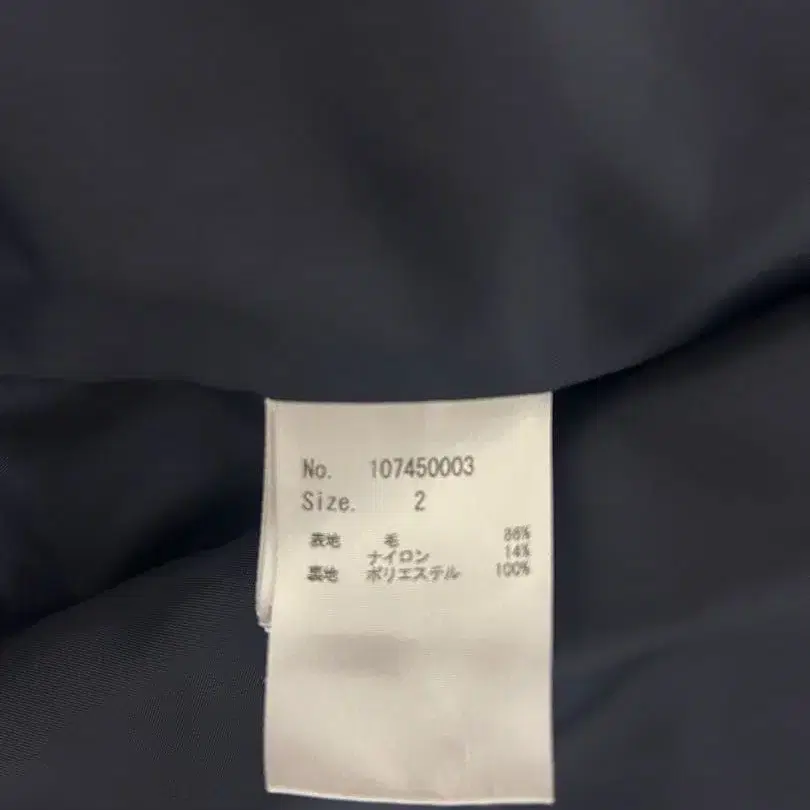 No. 107450003
Size. 2
表地 毛 86%
ナイロン 14%
裏地 ポリエステル 100%